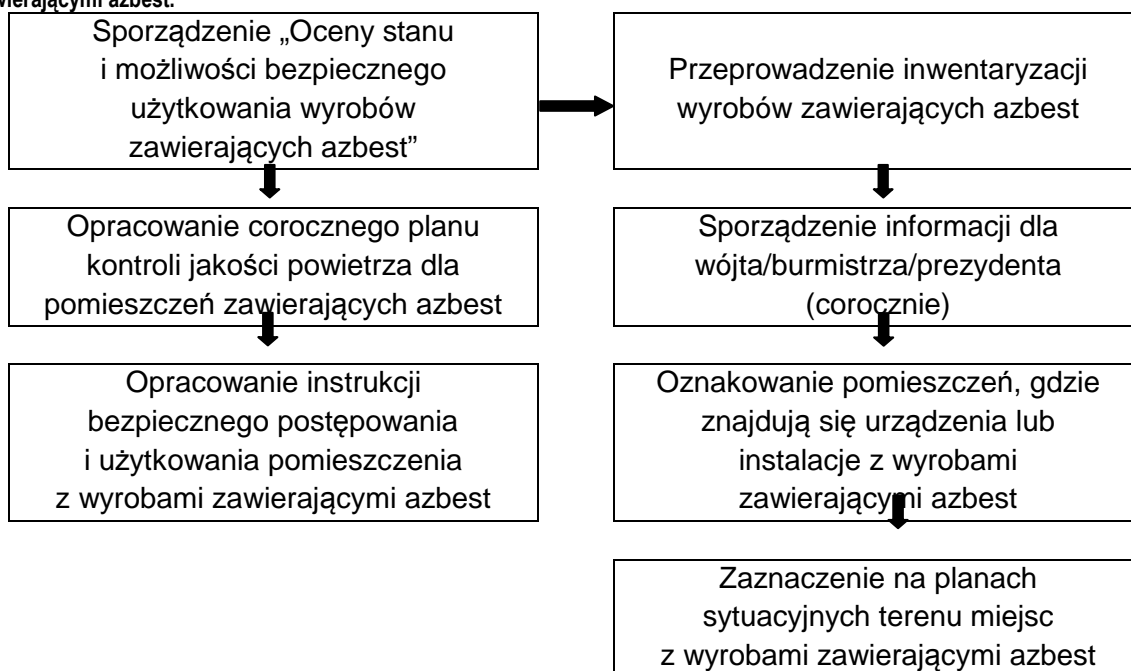 wierającymi azbest.
Sporządzenie „Oceny stanu
i możliwości bezpiecznego
użytkowania wyrobów
zawierających azbest”
Przeprowadzenie inwentaryzacji
wyrobów zawierających azbest
Opracowanie corocznego planu
kontroli jakości powietrza dla
pomieszczeń zawierających azbest
Sporządzenie informacji dla
wójta/burmistrza/prezydenta
(corocznie)
Opracowanie instrukcji
bezpiecznego postępowania
i użytkowania pomieszczenia
z wyrobami zawierającymi azbest
Oznakowanie pomieszczeń, gdzie
znajdują się urządzenia lub
instalacje z wyrobami
zawierającymi azbest
Zaznaczenie na planach
sytuacyjnych terenu miejsc
z wyrobami zawierającymi azbest